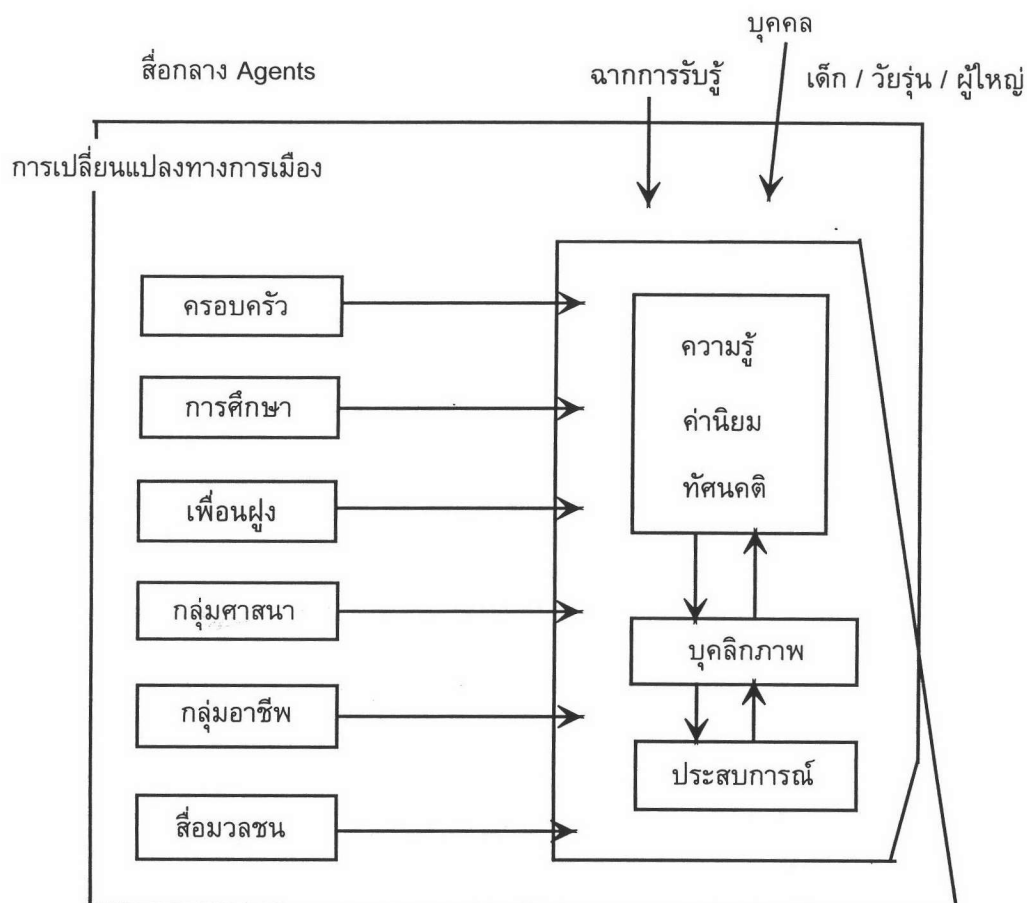 บุคคล
สื่อกลาง Agents
ฉากการรับรู้
เด็ก / วัยรุ่น / ผู้ใหญ่
การเปลี่ยนแปลงทางการเมือง
ครอบครัว
การศึกษา
เพื่อนฝูง
กลุ่มศาสนา
กลุ่มอาชีพ
สื่อมวลชน
ความรู้
ค่านิยม
ทัศนคติ
บุคลิกภาพ
ประสบการณ์